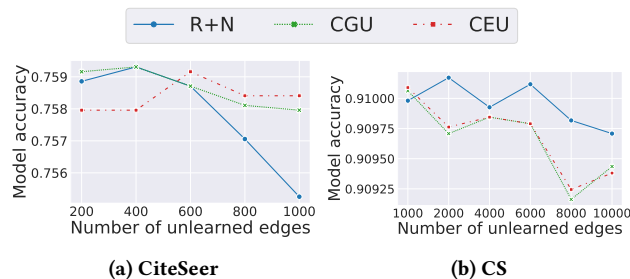 R+N CGU CEU
Model accuracy
0.759
0.758
0.757
0.756
200 400 600 800 1000
Number of unlearned edges
(a) CiteSeer
Model accuracy
0.91000
0.90975
0.90950
0.90925
1000 2000 4000 6000 8000 10000
Number of unlearned edges
(b) CS